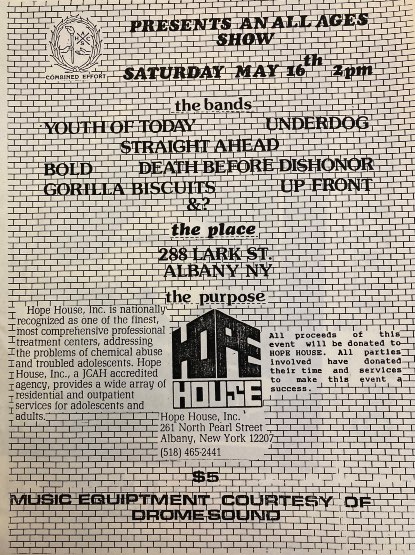 COMBINED EFFORT
PRESENTS AN ALL AGES
SHOW
SATURDAY MAY 16th 2pm
the bands
YOUTH OF TODAY UNDERDOG
STRAIGHT AHEAD
BOLD DEATH BEFORE DISHONOR
GORILLA BISCUITS UP FRONT
&?
the place
288 LARK ST.
ALBANY NY
the purpose
Hope House, Inc. is nationally
recognized as one of the finest,
most comprehensive professional
treatment centers, addressing
the problems of chemical abuse
and troubled adolescents. Hope
House, Inc., a JCAH accredited
agency, provides a wide array of
residential and outpatient
services for adolescents and
adults.
HOPE
HOUSE
Hope House, Inc.
261 North Pearl Street
Albany, New York 12207
(518) 465-2441
All proceeds of this
event will be donated to
HOPE HOUSE. All parties
involved have donated
their time and services
to make this event a
success.
$5
MUSIC EQUIPTMENT COURTESY OF
DROME SOUND